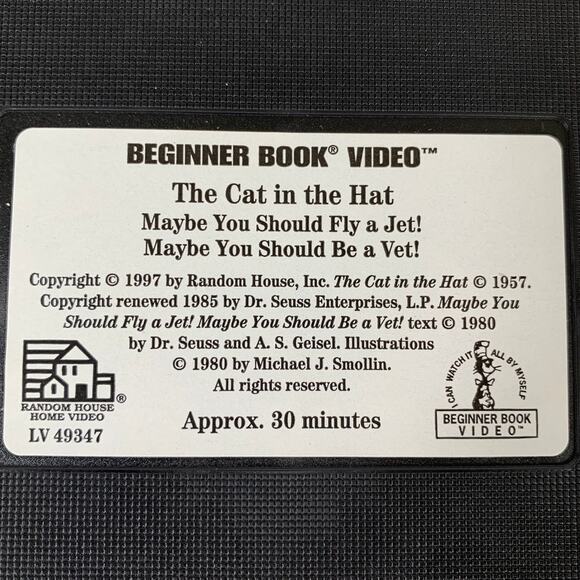 BEGINNER BOOK® VIDEO™
The Cat in the Hat
Maybe You Should Fly a Jet!
Maybe You Should Be a Vet!
Copyright © 1997 by Random House, Inc. The Cat in the Hat © 1957.
Copyright renewed 1985 by Dr. Seuss Enterprises, L.P. Maybe You
Should Fly a Jet! Maybe You Should Be a Vet! text © 1980
by Dr. Seuss and A. S. Geisel. Illustrations
© 1980 by Michael J. Smollin.
All rights reserved.
Approx. 30 minutes
RANDOM HOUSE®
HOME VIDEO
LV 49347
I CAN WATCH IT ALL BY MYSELF
BEGINNER BOOK
VIDEO™